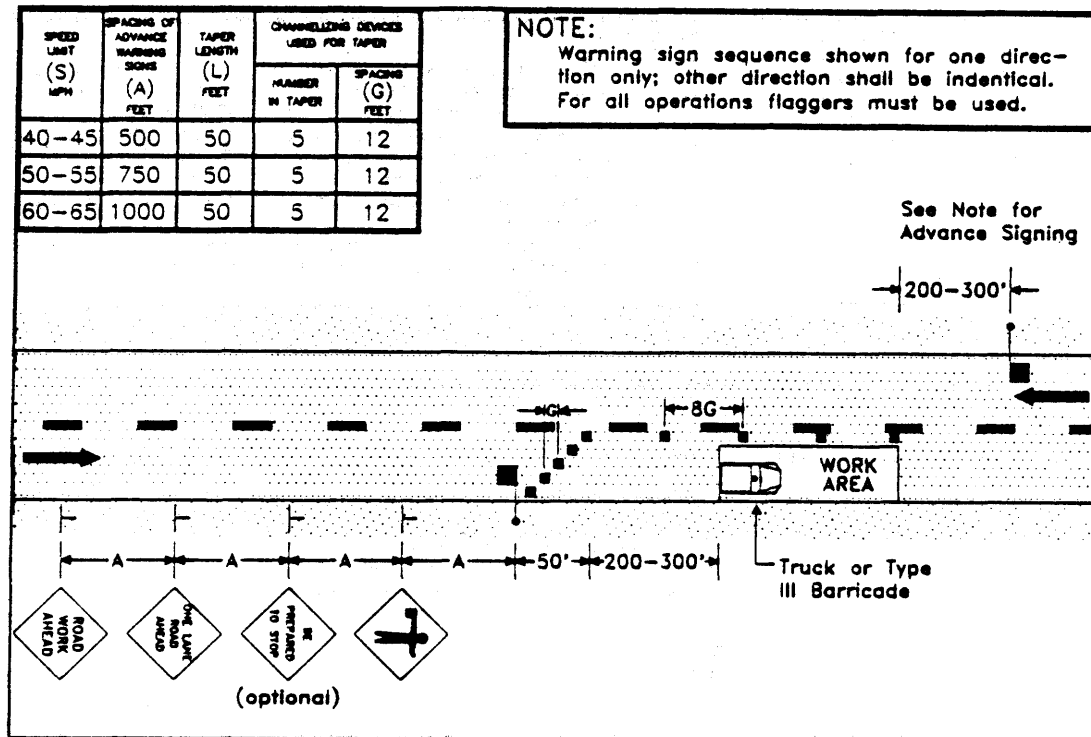 SPEED LIMIT (S) MPH
SPACING OF ADVANCE WARNING SIGNS (A) FEET
TAPER LENGTH (L) FEET
CHANNELIZING DEVICES USED FOR TAPER
NUMBER IN TAPER
SPACING (G) FEET
40-45 500 50 5 12
50-55 750 50 5 12
60-65 1000 50 5 12
NOTE:
Warning sign sequence shown for one direc-
tion only; other direction shall be indentical.
For all operations flaggers must be used.
See Note for
Advance Signing
200-300'
G
8G
WORK
AREA
A
A
A
A
50'
200-300'
Truck or Type
III Barricade
ROAD
WORK
AHEAD
ONE LANE
ROAD
AHEAD
BE
PREPARED
TO STOP
(optional)